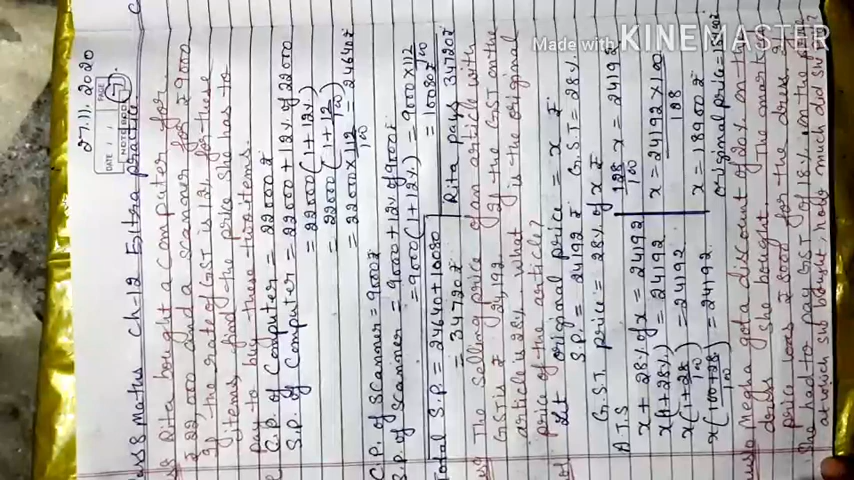 27.11.2020
PAGE
DATE
Maths Ch-12 Extra practice
Rita bought a computer for
₹ 22,000 and a scanner for ₹ 9000
If the rate of GST is 12% for these
items, find the price she has to
pay to buy these two items.
C.P. of Computer = 22000 ₹
S.P. of Computer = 22000 + 12% of 22000
= 22000 (1+12%)
= 22000 (1+12/100)
= 22000 × 112/100 = 24640 ₹
C.P. of Scanner = 9000 ₹
S.P. of Scanner = 9000 + 12% of 9000 ₹
= 9000 (1+12%) = 9000 × 112/100
= 10080 ₹
Total S.P. = 24640 + 10080
= 34720 ₹
Rita pays 34720 ₹
The Selling price of an article with
GST is ₹ 24,192. If the GST on the
article is 28%. What is the original
price of the article?
Let original price = x ₹
S.P. = 24192 ₹ G.S.T = 28%
G.S.T. price = 28% of x ₹
ATS
x + 28% of x = 24192
x (1+28%) = 24192
x (1+28/100) = 24192
x (100+28/100) = 24192
128/100 x = 24192
x = 24192 × 100/128
x = 18900 ₹
original price =
Megha got a discount of 20% on the
dress she bought. The marked
price was ₹ 5000 for the dress.
She had to pay GST of 18% on the
at which she bought, how much did she
Made with KINEMASTER